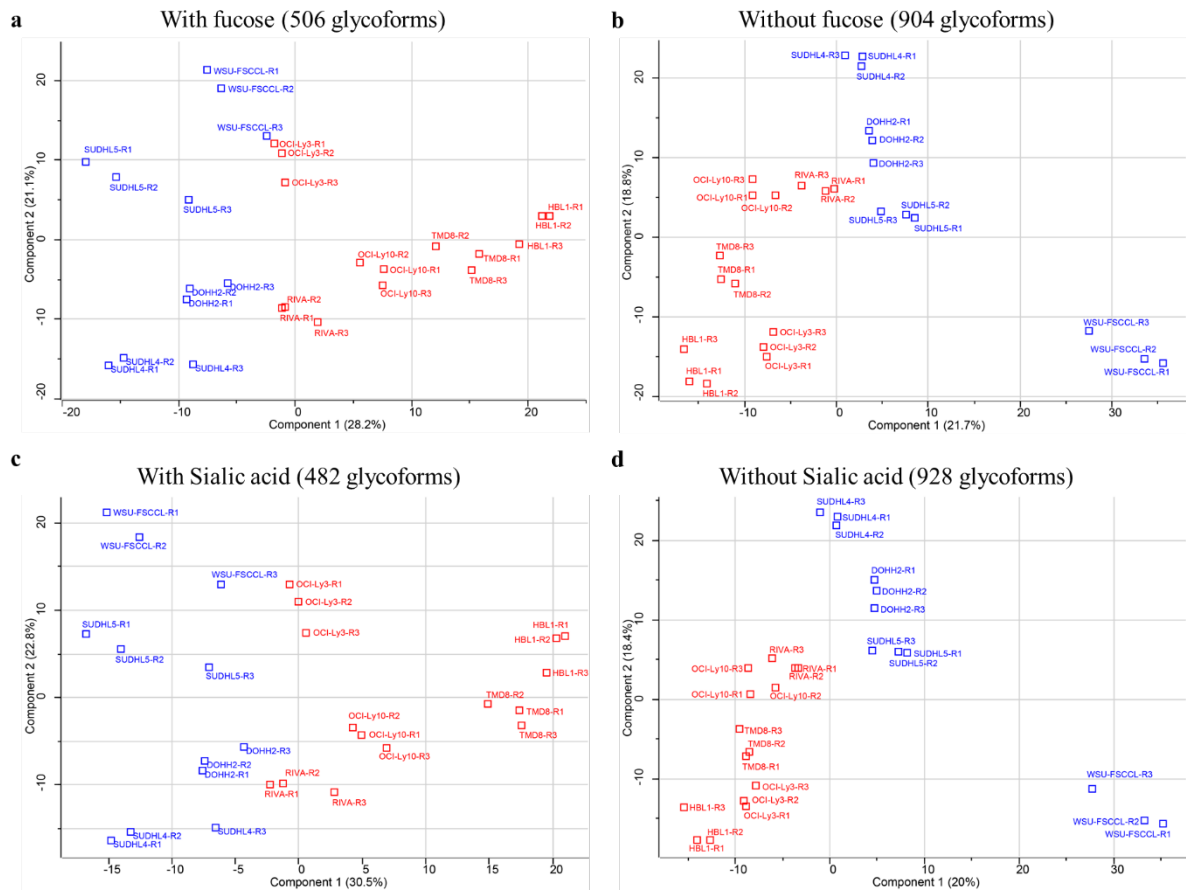 a With fucose (506 glycoforms)
Component 2 (21.1%)
20
10
0
-10
-20
WSU-FSCCL-R1
WSU-FSCCL-R2
WSU-FSCCL-R3
OCI-Ly3-R1
OCI-Ly3-R2
OCI-Ly3-R3
SUDHL5-R1
SUDHL5-R2
SUDHL5-R3
HBL1-R1
HBL1-R2
HBL1-R3
TMD8-R2
TMD8-R1
TMD8-R3
OCI-Ly10-R2
OCI-Ly10-R1
OCI-Ly10-R3
DOHH2-R3
DOHH2-R2
DOHH2-R1
RIVA-R2
RIVA-R1
RIVA-R3
SUDHL4-R2
SUDHL4-R1
SUDHL4-R3
-20 -10 0 10 20
Component 1 (28.2%)
b Without fucose (904 glycoforms)
Component 2 (18.8%)
20
10
0
-10
-20
SUDHL4-R3
SUDHL4-R1
SUDHL4-R2
DOHH2-R1
DOHH2-R2
DOHH2-R3
OCI-Ly10-R3
OCI-Ly10-R1
OCI-Ly10-R2
RIVA-R3
RIVA-R1
RIVA-R2
SUDHL5-R3
SUDHL5-R2
SUDHL5-R1
TMD8-R3
TMD8-R1
TMD8-R2
WSU-FSCCL-R3
WSU-FSCCL-R2
WSU-FSCCL-R1
OCI-Ly3-R3
OCI-Ly3-R2
OCI-Ly3-R1
HBL1-R3
HBL1-R1
HBL1-R2
-10 0 10 20 30
Component 1 (21.7%)
c With Sialic acid (482 glycoforms)
Component 2 (22.8%)
20
10
0
-10
WSU-FSCCL-R1
WSU-FSCCL-R2
WSU-FSCCL-R3
OCI-Ly3-R1
OCI-Ly3-R2
OCI-Ly3-R3
SUDHL5-R1
SUDHL5-R2
SUDHL5-R3
HBL1-R1
HBL1-R2
HBL1-R3
TMD8-R2
TMD8-R1
TMD8-R3
OCI-Ly10-R2
OCI-Ly10-R1
OCI-Ly10-R3
DOHH2-R3
DOHH2-R2
DOHH2-R1
RIVA-R2
RIVA-R1
RIVA-R3
SUDHL4-R2
SUDHL4-R1
SUDHL4-R3
-15 -10 -5 0 5 10 15 20
Component 1 (30.5%)
d Without Sialic acid (928 glycoforms)
Component 2 (18.4%)
20
10
0
-10
SUDHL4-R3
SUDHL4-R1
SUDHL4-R2
DOHH2-R1
DOHH2-R2
DOHH2-R3
SUDHL5-R3
SUDHL5-R1
SUDHL5-R2
RIVA-R3
OCI-Ly10-R3
RIVA-R1
RIVA-R2
OCI-Ly10-R1
OCI-Ly10-R2
TMD8-R3
TMD8-R2
TMD8-R1
OCI-Ly3-R3
OCI-Ly3-R2
OCI-Ly3-R1
HBL1-R3
HBL1-R2
HBL1-R1
WSU-FSCCL-R3
WSU-FSCCL-R2
WSU-FSCCL-R1
-10 0 10 20 30
Component 1 (20%)